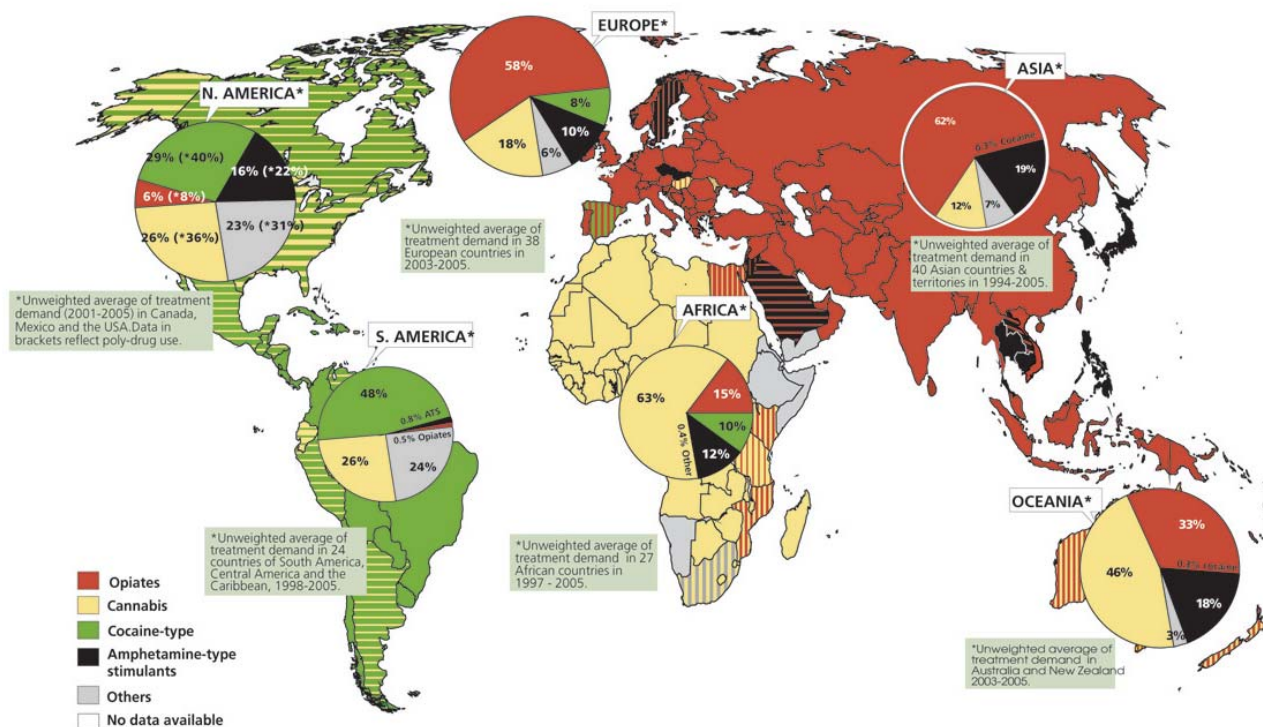 EUROPE*
58%
8%
10%
6%
18%
ASIA*
62%
0.3% Cocaine
19%
7%
12%
N. AMERICA*
29% (*40%)
16% (*22%)
6% (*8%)
26% (*36%)
23% (*31%)
*Unweighted average of
treatment demand in 38
European countries in
2003-2005.
*Unweighted average of
treatment demand in
40 Asian countries &
territories in 1994-2005.
*Unweighted average of treatment
demand (2001-2005) in Canada,
Mexico and the USA.Data in
brackets reflect poly-drug use.
S. AMERICA*
48%
0.8% ATS
0.5% Opiates
26%
24%
AFRICA*
63%
15%
10%
12%
0.4% Other
OCEANIA*
33%
46%
cocaine
18%
3%
*Unweighted average of
treatment demand in 24
countries of South America,
Central America and the
Caribbean, 1998-2005.
*Unweighted average of
treatment demand in 27
African countries in
1997 - 2005.
*Unweighted average of
treatment demand in
Australia and New Zealand
2003-2005.
Opiates
Cannabis
Cocaine-type
Amphetamine-type
stimulants
Others
No data available